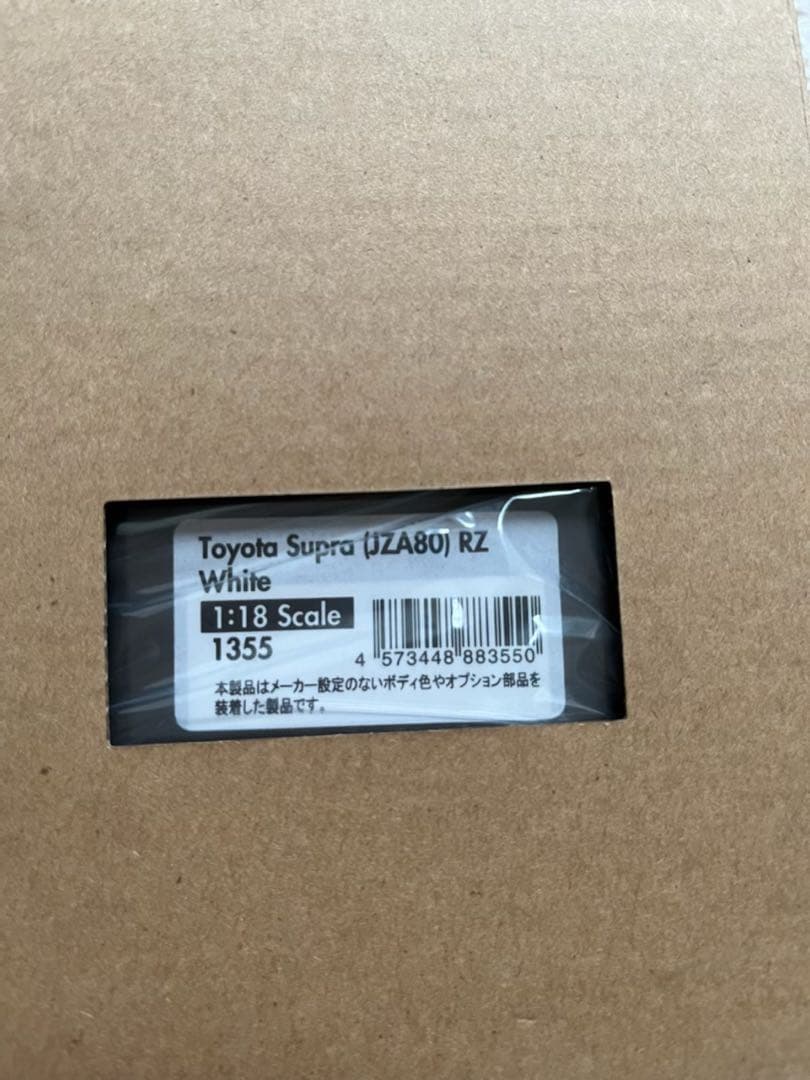 Toyota Supra (JZA80) RZ
White
1:18 Scale
1355
4 573448 883550
本製品はメーカー設定のないボディ色やオプション部品を
装着した製品です。